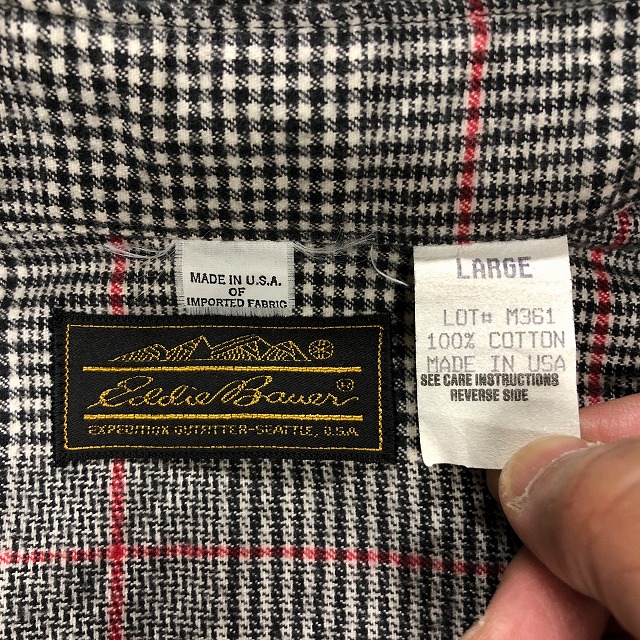 MADE IN U.S.A.
OF
IMPORTED FABRIC
Eddie Bauer
EXPEDITION OUTFITTER-SEATTLE, U.S.A.
LARGE
LOT# M361
100% COTTON
MADE IN USA
SEE CARE INSTRUCTIONS
REVERSE SIDE